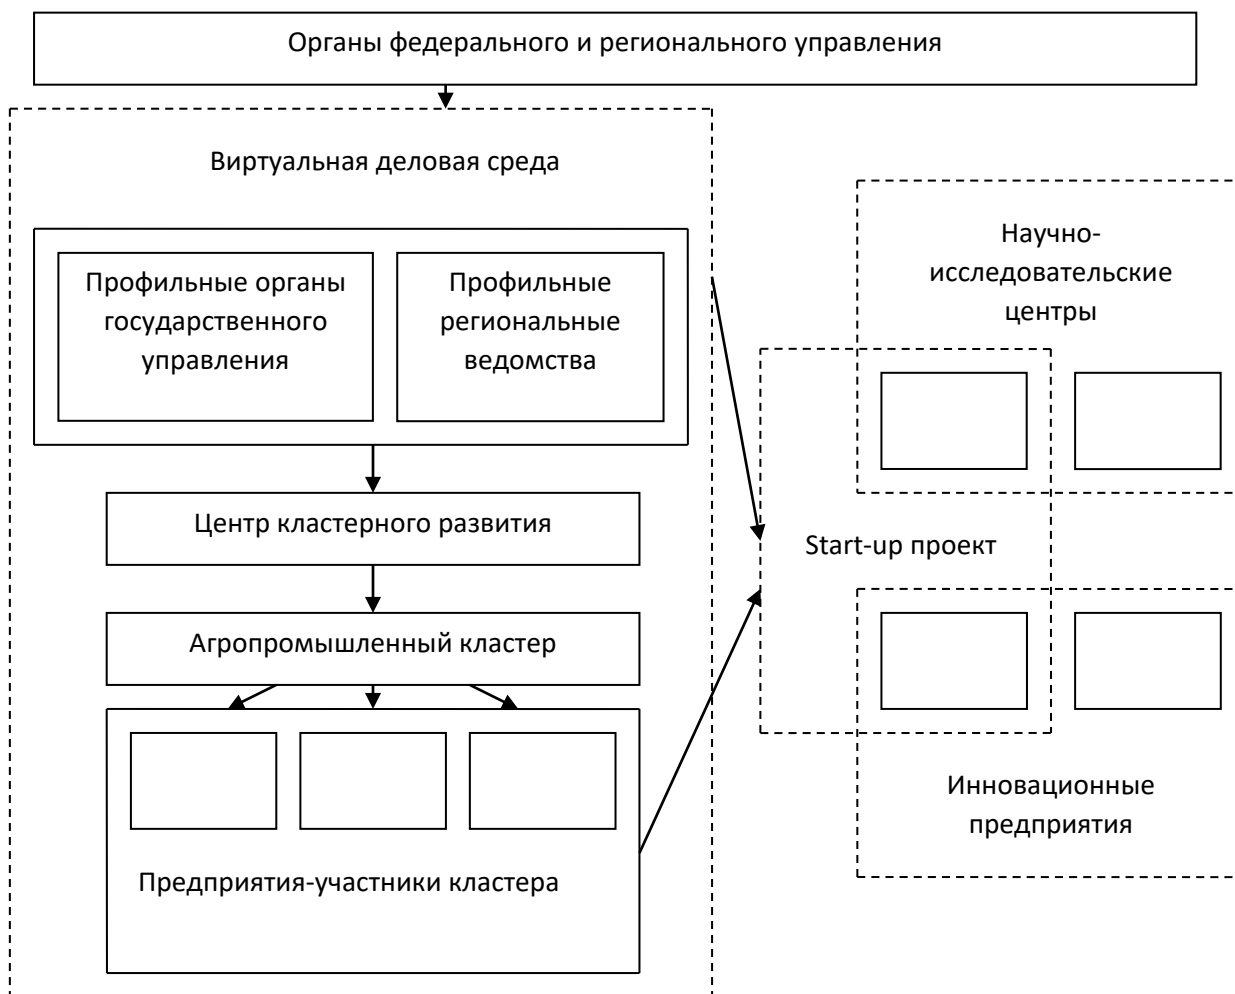 Органы федерального и регионального управления
Виртуальная деловая среда
Профильные органы
государственного
управления
Профильные
региональные
ведомства
Центр кластерного развития
Агропромышленный кластер
Предприятия-участники кластера
Научно-
исследовательские
центры
Start-up проект
Инновационные
предприятия